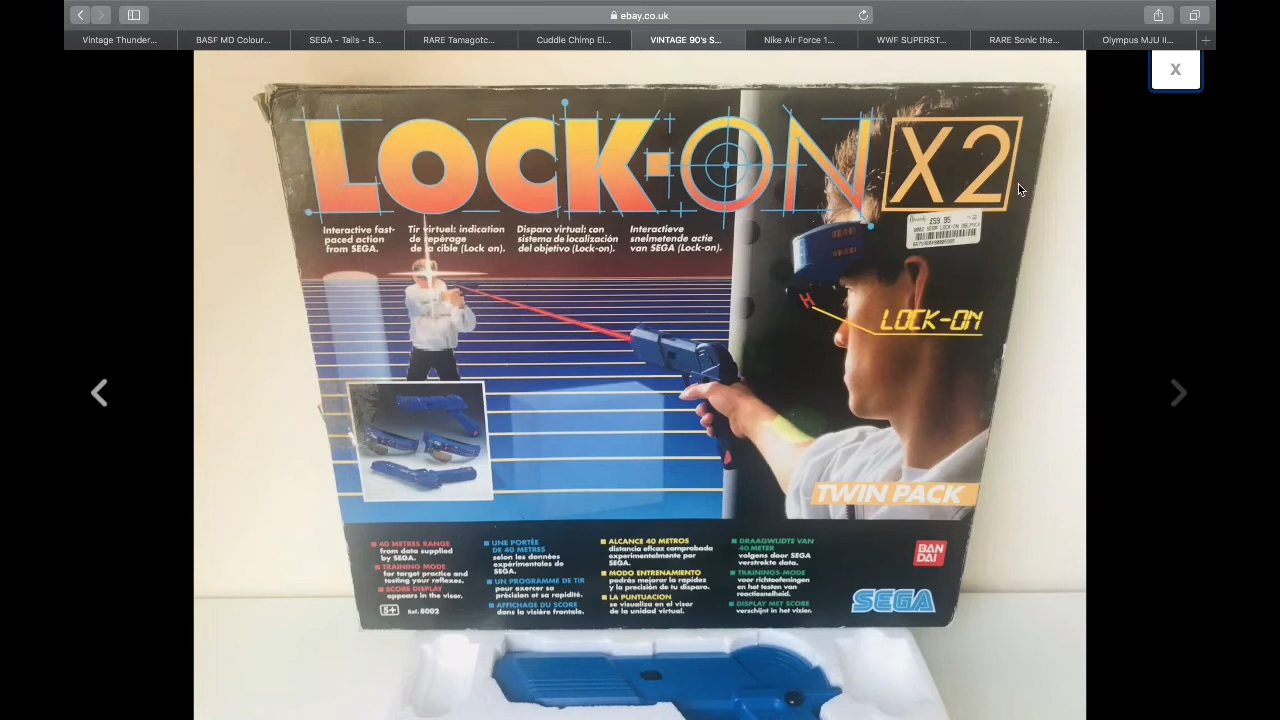 ebay.co.uk
Vintage Thunder...
BASF MD Colour...
SEGA - Tails - B...
RARE Tamagotc...
Cuddle Chimp El...
VINTAGE 90's S...
Nike Air Force 1...
WWF SUPERST...
RARE Sonic the...
Olympus MJU II...
X
LOCK-ON X2
£59.95
Interactive fast-
paced action
from SEGA.
Tir virtuel: indication
de repérage
de la cible (Lock on).
Disparo virtual: con
sistema de localización
del objetivo (Lock-on).
Interactieve
snelmetende actie
van SEGA (Lock-on).
LOCK-ON
TWIN PACK
40 METRES RANGE
from data supplied
by SEGA.
TRAINING MODE
for target practice and
testing your reflexes.
SCORE DISPLAY
appears in the visor.
5+ Ref. 8002
UNE PORTÉE
DE 40 METRES
selon les données
expérimentales de
SEGA.
UN PROGRAMME DE TIR
pour exercer sa
précision et sa rapidité.
AFFICHAGE DU SCORE
dans la visière frontale.
ALCANCE 40 METROS
distancia eficaz comprobada
experimentalmente por
SEGA.
MODO ENTRENAMIENTO
podrás mejorar la rapidez
y la precisión de tu disparo.
LA PUNTUACION
se visualiza en el visor
de la unidad virtual.
DRAAGWIJDTE VAN
40 METER
volgens door SEGA
verstrekte data.
TRAININGS-MODE
voor richtoefeningen
en het testen van
reactiesnelheid.
DISPLAY MET SCORE
verschijnt in het vizier.
BAN
DAI
SEGA